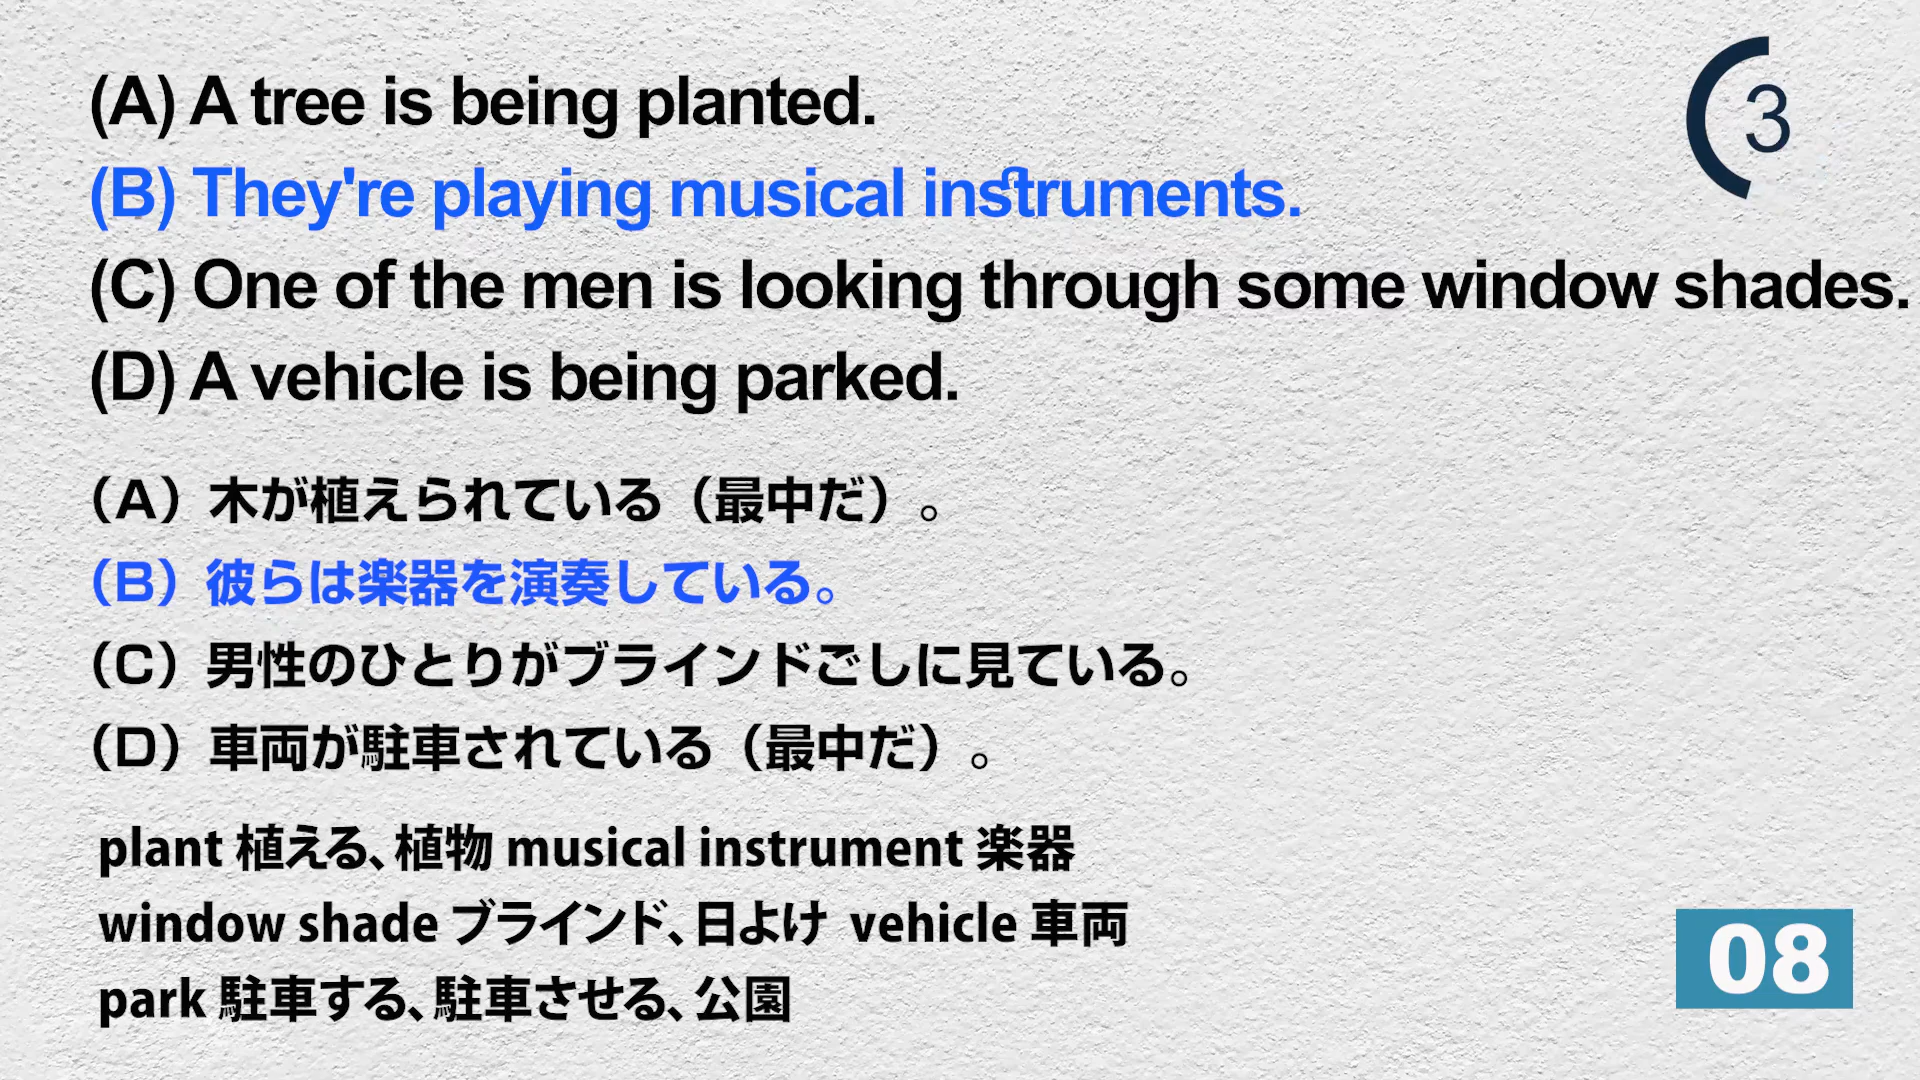 (A) A tree is being planted.
(B) They're playing musical instruments.
(C) One of the men is looking through some window shades.
(D) A vehicle is being parked.
3
（A）木が植えられている（最中だ）。
（B）彼らは楽器を演奏している。
（C）男性のひとりがブラインドごしに見ている。
（D）車両が駐車されている（最中だ）。
plant 植える、植物 musical instrument 楽器
window shade ブラインド、日よけ vehicle 車両
park 駐車する、駐車させる、公園
08